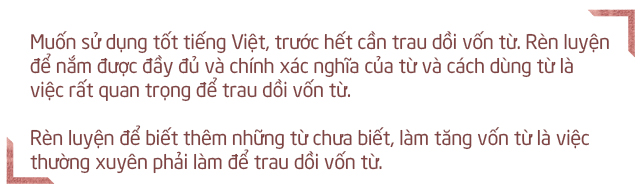 Muốn sử dụng tốt tiếng Việt, trước hết cần trau dồi vốn từ. Rèn luyện
để nắm được đầy đủ và chính xác nghĩa của từ và cách dùng từ là
việc rất quan trọng để trau dồi vốn từ.
Rèn luyện để biết thêm những từ chưa biết, làm tăng vốn từ là việc
thường xuyên phải làm để trau dồi vốn từ.